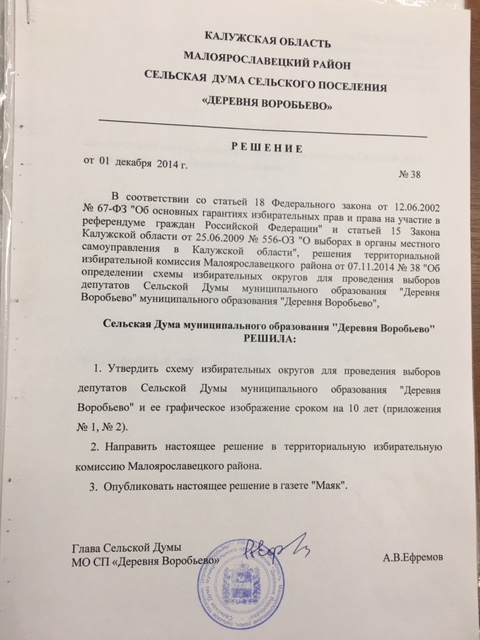 КАЛУЖСКАЯ ОБЛАСТЬ
МАЛОЯРОСЛАВЕЦКИЙ РАЙОН
СЕЛЬСКАЯ ДУМА СЕЛЬСКОГО ПОСЕЛЕНИЯ
«ДЕРЕВНЯ ВОРОБЬЕВО»
Р Е Ш Е Н И Е
от 01 декабря 2014 г.
№ 38
В соответствии со статьей 18 Федерального закона от 12.06.2002
№ 67-ФЗ "Об основных гарантиях избирательных прав и права на участие в
референдуме граждан Российской Федерации" и статьей 15 Закона
Калужской области от 25.06.2009 № 556-ОЗ "О выборах в органы местного
самоуправления в Калужской области", решения территориальной
избирательной комиссии Малоярославецкого района от 07.11.2014 № 38 "Об
определении схемы избирательных округов для проведения выборов
депутатов Сельской Думы муниципального образования "Деревня
Воробьево" муниципального образования "Деревня Воробьево",
Сельская Дума муниципального образования "Деревня Воробьево"
РЕШИЛА:
1. Утвердить схему избирательных округов для проведения выборов
депутатов Сельской Думы муниципального образования "Деревня
Воробьево" и ее графическое изображение сроком на 10 лет (приложения
№ 1, № 2).
2. Направить настоящее решение в территориальную избирательную
комиссию Малоярославецкого района.
3. Опубликовать настоящее решение в газете "Маяк".
Глава Сельской Думы
МО СП «Деревня Воробьево»
А.В.Ефремов